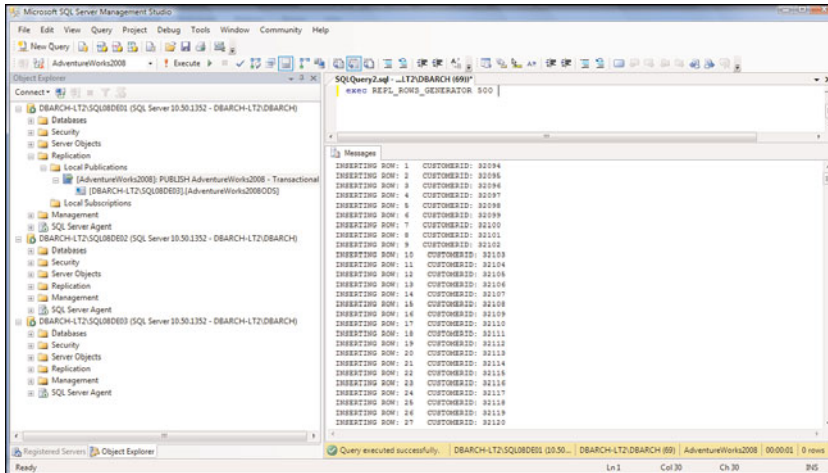 Microsoft SQL Server Management Studio
File Edit View Query Project Debug Tools Window Community Help
New Query
AdventureWorks2008 Execute
Object Explorer
SQLQuery2.sql - ...LT2\DBARCH (69))*
Connect
exec REPL_ROWS_GENERATOR 500
DBARCH-LT2\SQL08DE01 (SQL Server 10.50.1352 - DBARCH-LT2\DBARCH)
Databases
Security
Server Objects
Replication
Local Publications
[AdventureWorks2008]: PUBLISH AdventureWorks2008 - Transactional
[DBARCH-LT2\SQL08DE03].[AdventureWorks2008ODS]
Local Subscriptions
Management
SQL Server Agent
DBARCH-LT2\SQL08DE02 (SQL Server 10.50.1352 - DBARCH-LT2\DBARCH)
Databases
Security
Server Objects
Replication
Management
SQL Server Agent
DBARCH-LT2\SQL08DE03 (SQL Server 10.50.1352 - DBARCH-LT2\DBARCH)
Databases
Security
Server Objects
Replication
Management
SQL Server Agent
Messages
INSERTING ROW: 1 CUSTOMERID: 32094
INSERTING ROW: 2 CUSTOMERID: 32095
INSERTING ROW: 3 CUSTOMERID: 32096
INSERTING ROW: 4 CUSTOMERID: 32097
INSERTING ROW: 5 CUSTOMERID: 32098
INSERTING ROW: 6 CUSTOMERID: 32099
INSERTING ROW: 7 CUSTOMERID: 32100
INSERTING ROW: 8 CUSTOMERID: 32101
INSERTING ROW: 9 CUSTOMERID: 32102
INSERTING ROW: 10 CUSTOMERID: 32103
INSERTING ROW: 11 CUSTOMERID: 32104
INSERTING ROW: 12 CUSTOMERID: 32105
INSERTING ROW: 13 CUSTOMERID: 32106
INSERTING ROW: 14 CUSTOMERID: 32107
INSERTING ROW: 15 CUSTOMERID: 32108
INSERTING ROW: 16 CUSTOMERID: 32109
INSERTING ROW: 17 CUSTOMERID: 32110
INSERTING ROW: 18 CUSTOMERID: 32111
INSERTING ROW: 19 CUSTOMERID: 32112
INSERTING ROW: 20 CUSTOMERID: 32113
INSERTING ROW: 21 CUSTOMERID: 32114
INSERTING ROW: 22 CUSTOMERID: 32115
INSERTING ROW: 23 CUSTOMERID: 32116
INSERTING ROW: 24 CUSTOMERID: 32117
INSERTING ROW: 25 CUSTOMERID: 32118
INSERTING ROW: 26 CUSTOMERID: 32119
INSERTING ROW: 27 CUSTOMERID: 32120
Registered Servers Object Explorer
Query executed successfully. DBARCH-LT2\SQL08DE01 (10.50... DBARCH-LT2\DBARCH (69) AdventureWorks2008 00:00:01 0 rows
Ready Ln 1 Col 30 Ch 30 INS